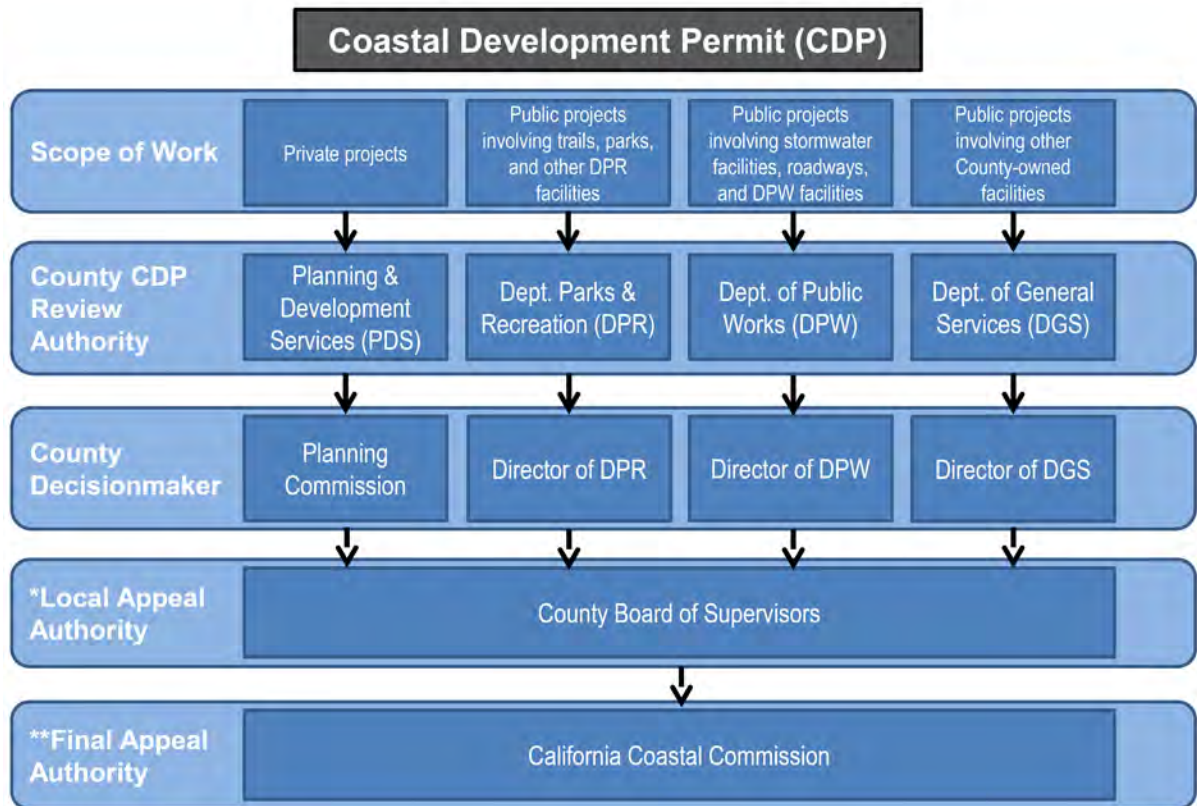 Coastal Development Permit (CDP)
Scope of Work
Private projects
Public projects
involving trails, parks,
and other DPR
facilities
Public projects
involving stormwater
facilities, roadways,
and DPW facilities
Public projects
involving other
County-owned
facilities
County CDP
Review
Authority
Planning &
Development
Services (PDS)
Dept. Parks &
Recreation (DPR)
Dept. of Public
Works (DPW)
Dept. of General
Services (DGS)
County
Decisionmaker
Planning
Commission
Director of DPR
Director of DPW
Director of DGS
*Local Appeal
Authority
County Board of Supervisors
**Final Appeal
Authority
California Coastal Commission